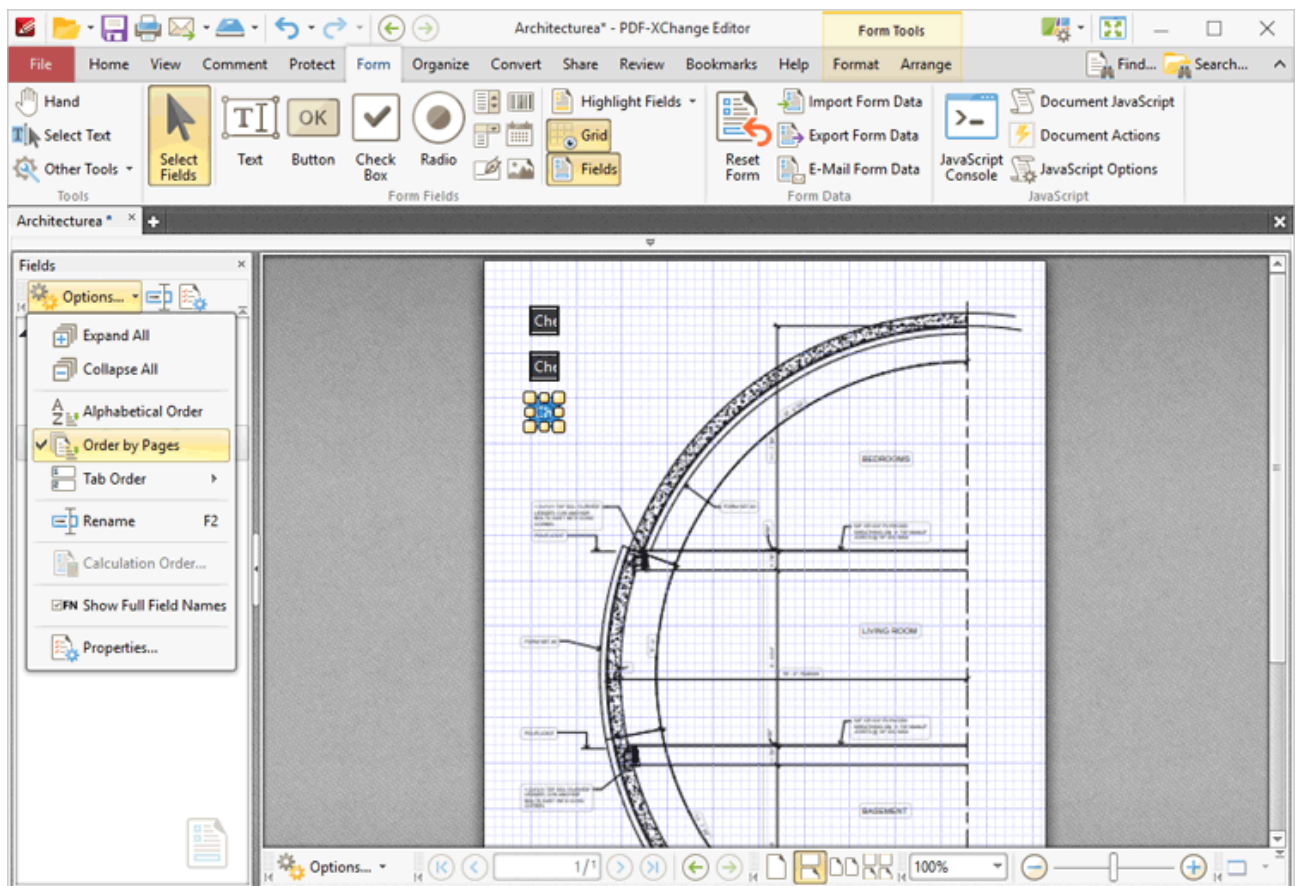 Architecturea* - PDF-XChange Editor
Form Tools
File Home View Comment Protect Form Organize Convert Share Review Bookmarks Help Format Arrange Find... Search...
Hand
Select Text
Other Tools
Tools
Select Fields
Text
Button
OK
Check Box
Radio
Form Fields
Highlight Fields
Grid
Fields
Reset Form
Import Form Data
Export Form Data
E-Mail Form Data
Form Data
JavaScript Console
Document JavaScript
Document Actions
JavaScript Options
JavaScript
Architecturea *
Fields
Options...
Expand All
Collapse All
Alphabetical Order
Order by Pages
Tab Order
Rename F2
Calculation Order...
FN Show Full Field Names
Properties...
Che
Che
BEDROOMS
LIVING ROOM
BASEMENT
Options...
1/1
100%